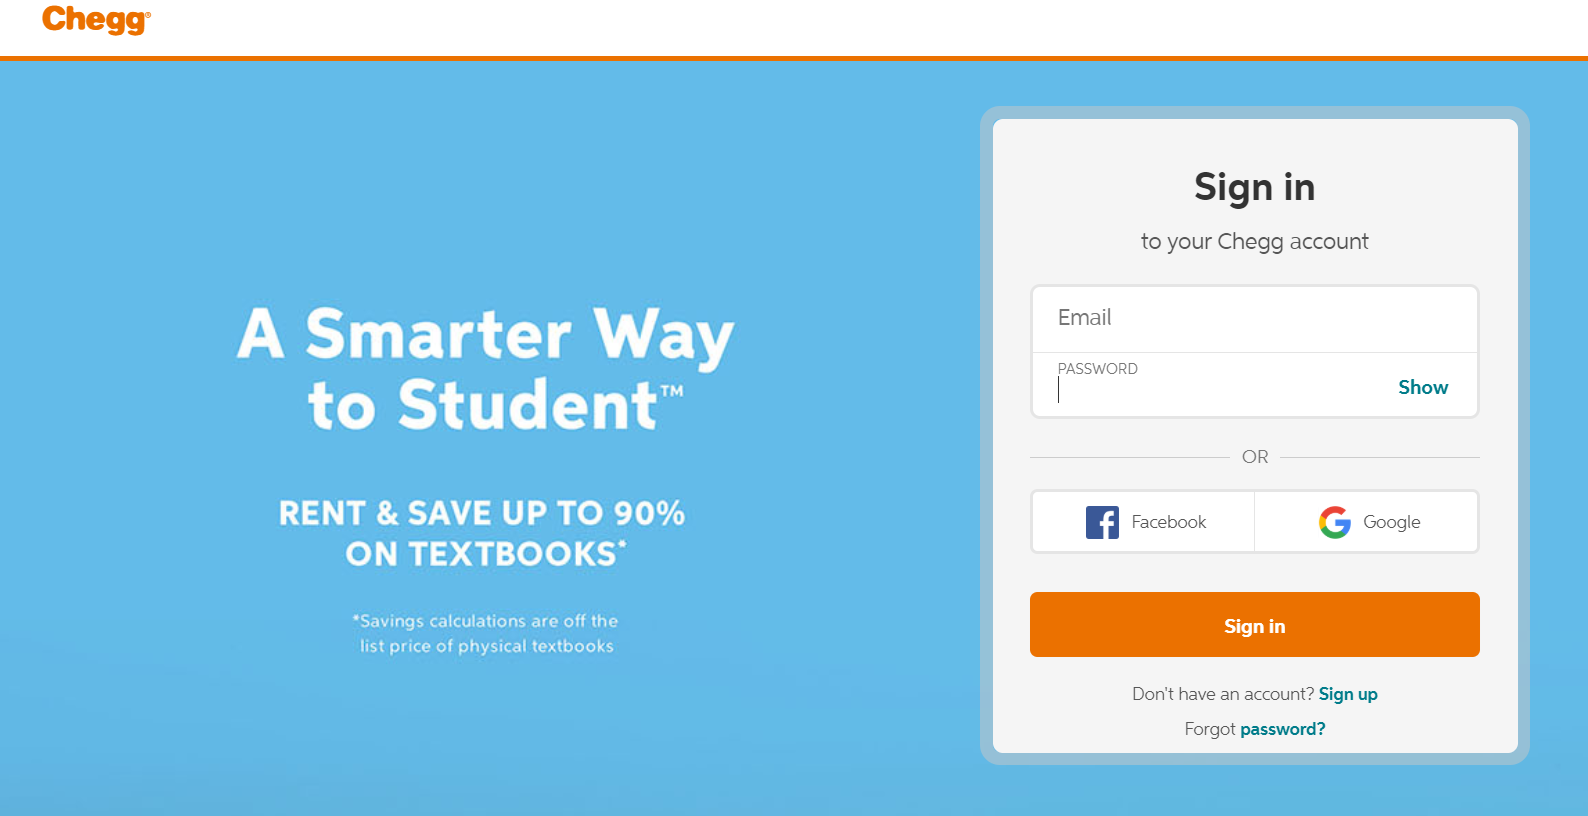 Chegg®
A Smarter Way
to Student™
RENT & SAVE UP TO 90%
ON TEXTBOOKS*
*Savings calculations are off the
list price of physical textbooks
Sign in
to your Chegg account
Email
PASSWORD
Show
OR
Facebook
Google
Sign in
Don't have an account? Sign up
Forgot password?